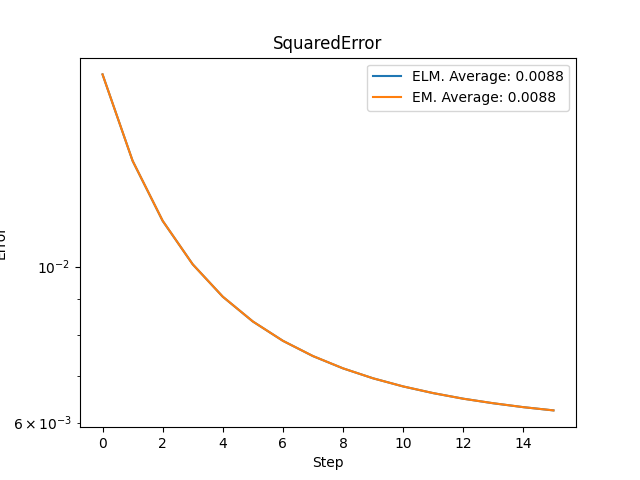 SquaredError
ELM. Average: 0.0088
EM. Average: 0.0088
Error
10⁻²
6 × 10⁻³
0 2 4 6 8 10 12 14
Step